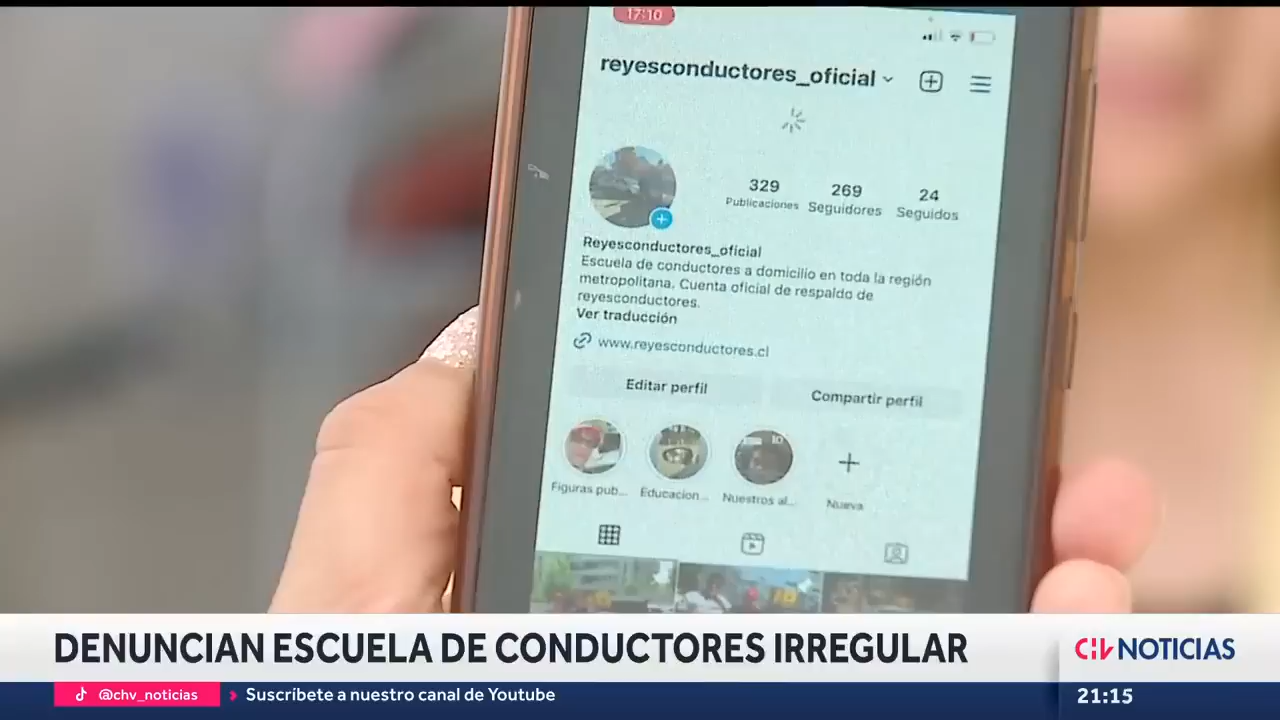 17:10
reyesconductores_oficial
329
269
24
Publicaciones
Seguidores
Seguidos
Reyesconductores_oficial
Escuela de conductores a domicilio en toda la región
metropolitana. Cuenta oficial de respaldo de
reyesconductores.
Ver traducción
www.reyesconductores.cl
Editar perfil
Compartir perfil
Figuras pub...
Educacion...
Nuestros al...
Nueva
DENUNCIAN ESCUELA DE CONDUCTORES IRREGULAR
CHV NOTICIAS
@chv_noticias
Suscríbete a nuestro canal de Youtube
21:15